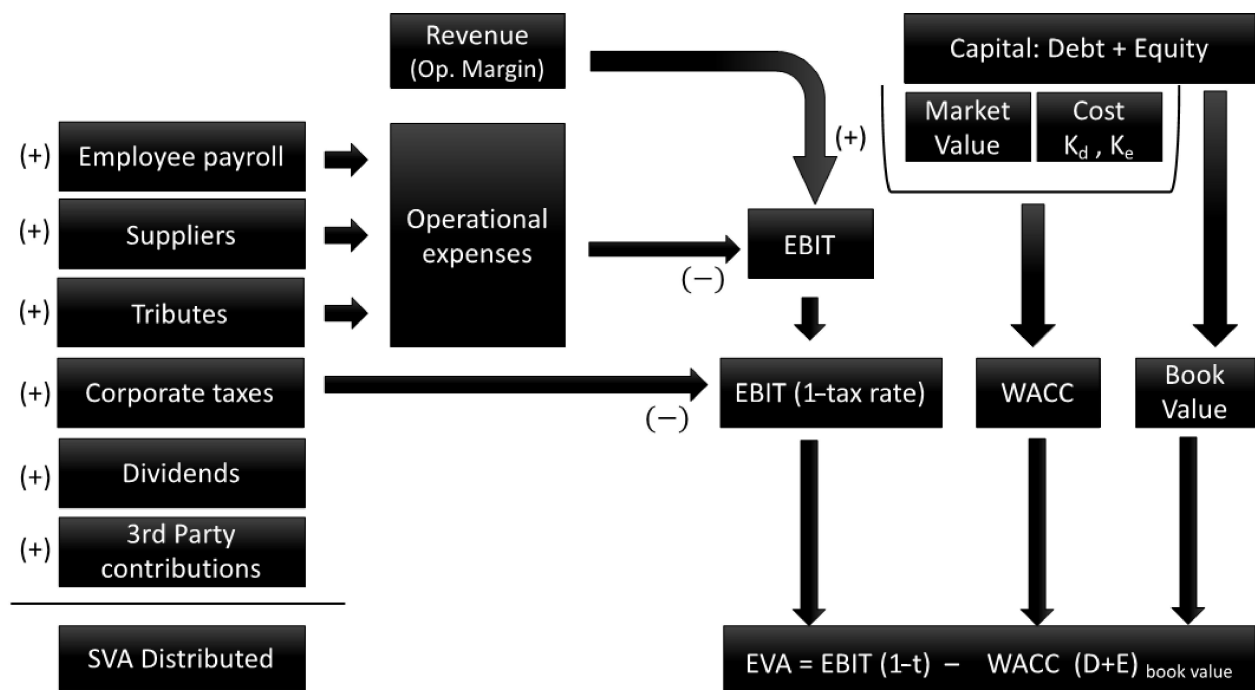 Revenue
(Op. Margin)
Capital: Debt + Equity
Market
Value
Cost
K_d , K_e
(+)
(+) Employee payroll
(+) Suppliers
(+) Tributes
Operational
expenses
(−)
EBIT
(+) Corporate taxes
(−)
EBIT (1–tax rate)
WACC
Book
Value
(+) Dividends
(+) 3rd Party
contributions
SVA Distributed
EVA = EBIT (1–t) – WACC (D+E) book value